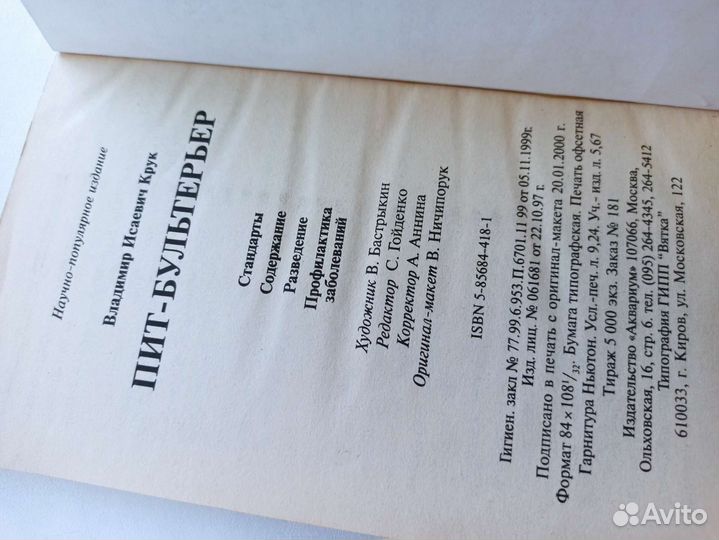 Научно-популярное издание
Владимир Исаевич Крук
ПИТ-БУЛЬТЕРЬЕР
Стандарты
Содержание
Разведение
Профилактика
заболеваний
Художник В. Бастрыкин
Редактор С. Гойденко
Корректор А. Аннина
Оригинал-макет В. Ничипорук
ISBN 5-85684-418-1
Гигиен. закл № 77.99.6.953.П.6701.11 99 от 05.11.1999г.
Изд. лиц. № 061681 от 22.10.97 г.
Подписано в печать с оригинал-макета 20.01.2000 г.
Формат 84 × 108 1/32. Бумага типографская. Печать офсетная
Гарнитура Ньютон. Усл.-печ. л. 9,24. Уч.- изд. л. 5,67
Тираж 5 000 экз. Заказ № 181
Издательство «Аквариум» 107066, Москва,
Ольховская, 16, стр. 6. тел. (095) 264-4345, 264-5412
Типография ГИПП "Вятка"
610033, г. Киров, ул. Московская, 122
Avito